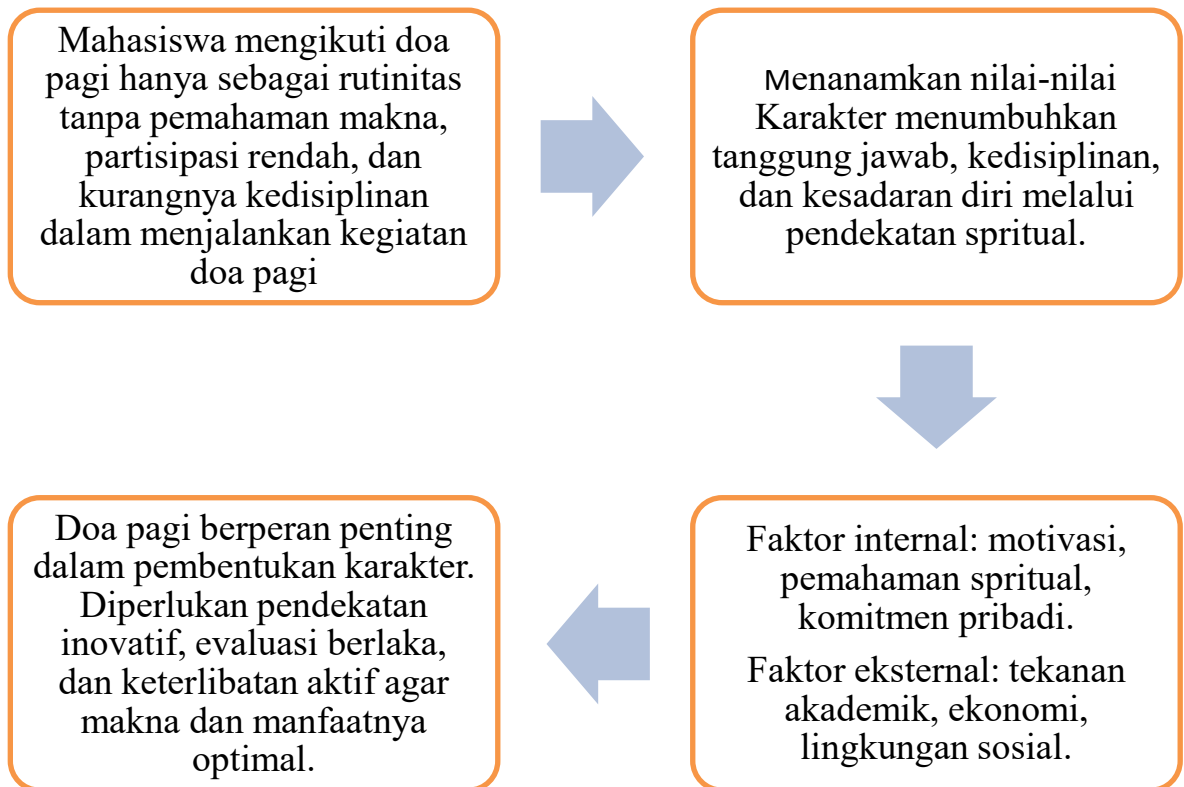 Mahasiswa mengikuti doa
pagi hanya sebagai rutinitas
tanpa pemahaman makna,
partisipasi rendah, dan
kurangnya kedisiplinan
dalam menjalankan kegiatan
doa pagi
Menanamkan nilai-nilai
Karakter menumbuhkan
tanggung jawab, kedisiplinan,
dan kesadaran diri melalui
pendekatan spritual.
Faktor internal: motivasi,
pemahaman spritual,
komitmen pribadi.
Faktor eksternal: tekanan
akademik, ekonomi,
lingkungan sosial.
Doa pagi berperan penting
dalam pembentukan karakter.
Diperlukan pendekatan
inovatif, evaluasi berlaka,
dan keterlibatan aktif agar
makna dan manfaatnya
optimal.